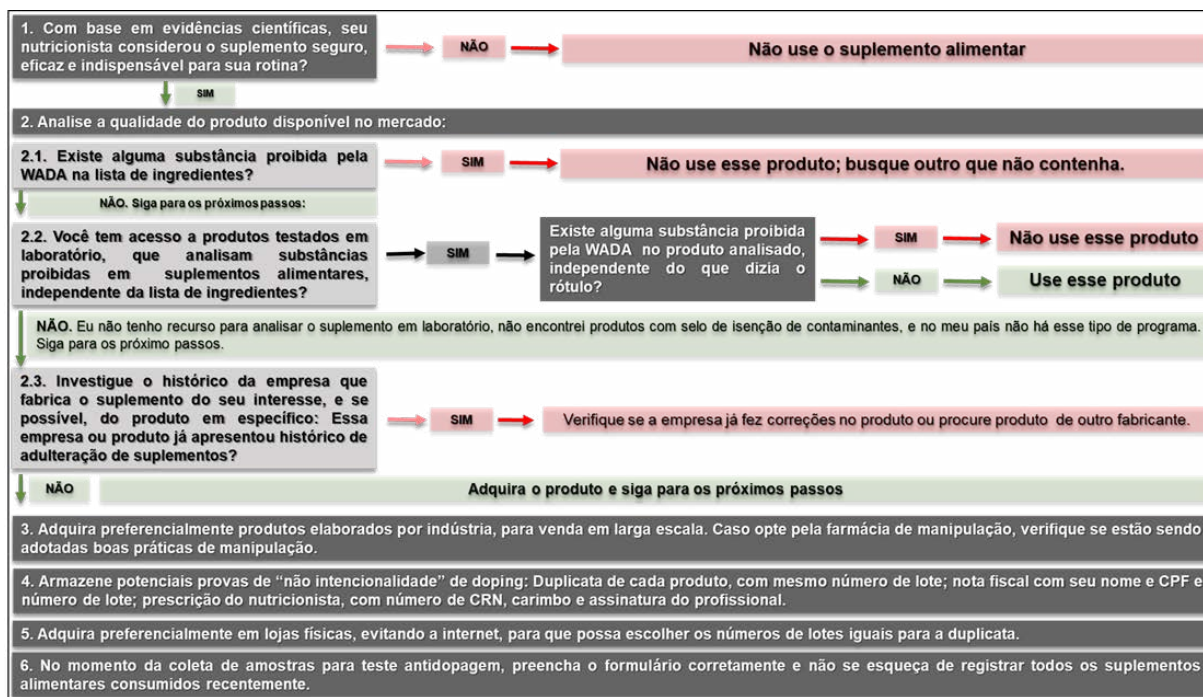 1. Com base em evidências científicas, seu
nutricionista considerou o suplemento seguro,
eficaz e indispensável para sua rotina?
NÃO
Não use o suplemento alimentar
SIM
2. Analise a qualidade do produto disponível no mercado:
2.1. Existe alguma substância proibida pela
WADA na lista de ingredientes?
SIM
Não use esse produto; busque outro que não contenha.
NÃO. Siga para os próximos passos:
2.2. Você tem acesso a produtos testados em
laboratório, que analisam substâncias
proibidas em suplementos alimentares,
independente da lista de ingredientes?
SIM
Existe alguma substância proibida
pela WADA no produto analisado,
independente do que dizia o
rótulo?
SIM
Não use esse produto
NÃO
Use esse produto
NÃO. Eu não tenho recurso para analisar o suplemento em laboratório, não encontrei produtos com selo de isenção de contaminantes, e no meu país não há esse tipo de programa.
Siga para os próximo passos.
2.3. Investigue o histórico da empresa que
fabrica o suplemento do seu interesse, e se
possível, do produto em específico: Essa
empresa ou produto já apresentou histórico de
adulteração de suplementos?
SIM
Verifique se a empresa já fez correções no produto ou procure produto de outro fabricante.
NÃO
Adquira o produto e siga para os próximos passos
3. Adquira preferencialmente produtos elaborados por indústria, para venda em larga escala. Caso opte pela farmácia de manipulação, verifique se estão sendo
adotadas boas práticas de manipulação.
4. Armazene potenciais provas de “não intencionalidade” de doping: Duplicata de cada produto, com mesmo número de lote; nota fiscal com seu nome e CPF e
número de lote; prescrição do nutricionista, com número de CRN, carimbo e assinatura do profissional.
5. Adquira preferencialmente em lojas físicas, evitando a internet, para que possa escolher os números de lotes iguais para a duplicata.
6. No momento da coleta de amostras para teste antidopagem, preencha o formulário corretamente e não se esqueça de registrar todos os suplementos
alimentares consumidos recentemente.